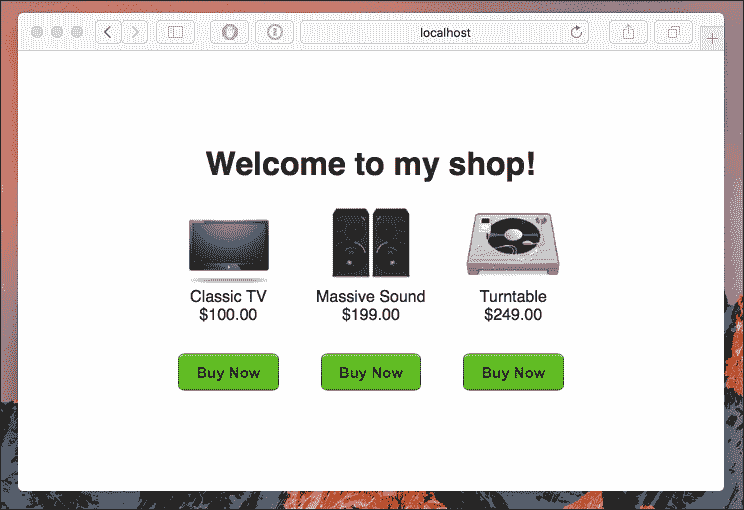 localhost
Welcome to my shop!
Classic TV Massive Sound Turntable
$100.00 $199.00 $249.00
Buy Now Buy Now Buy Now